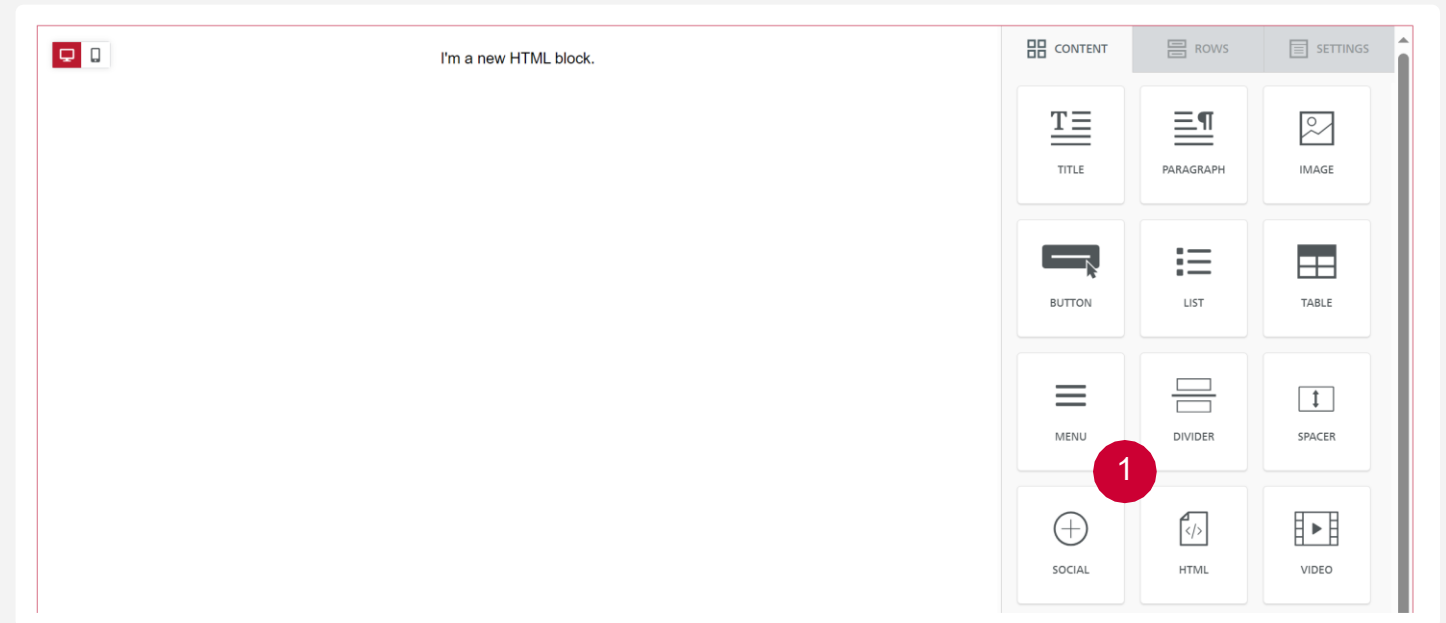 I'm a new HTML block.
CONTENT ROWS SETTINGS
TITLE PARAGRAPH IMAGE
BUTTON LIST TABLE
MENU DIVIDER SPACER
1
SOCIAL HTML VIDEO